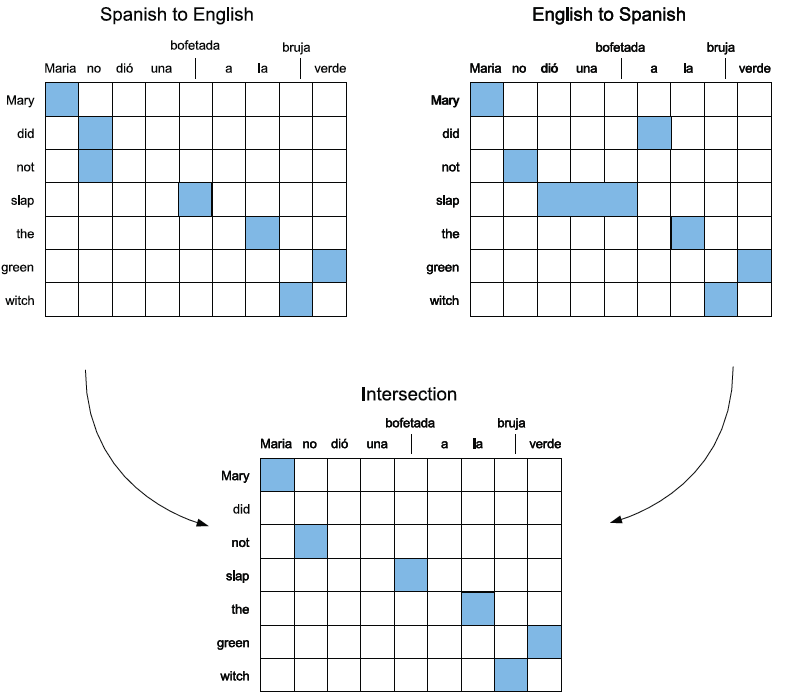 Spanish to English
bofetada bruja
Maria no dió una a la verde
Mary
did
not
slap
the
green
witch
English to Spanish
bofetada bruja
Maria no dió una a la verde
Mary
did
not
slap
the
green
witch
Intersection
bofetada bruja
Maria no dió una a la verde
Mary
did
not
slap
the
green
witch